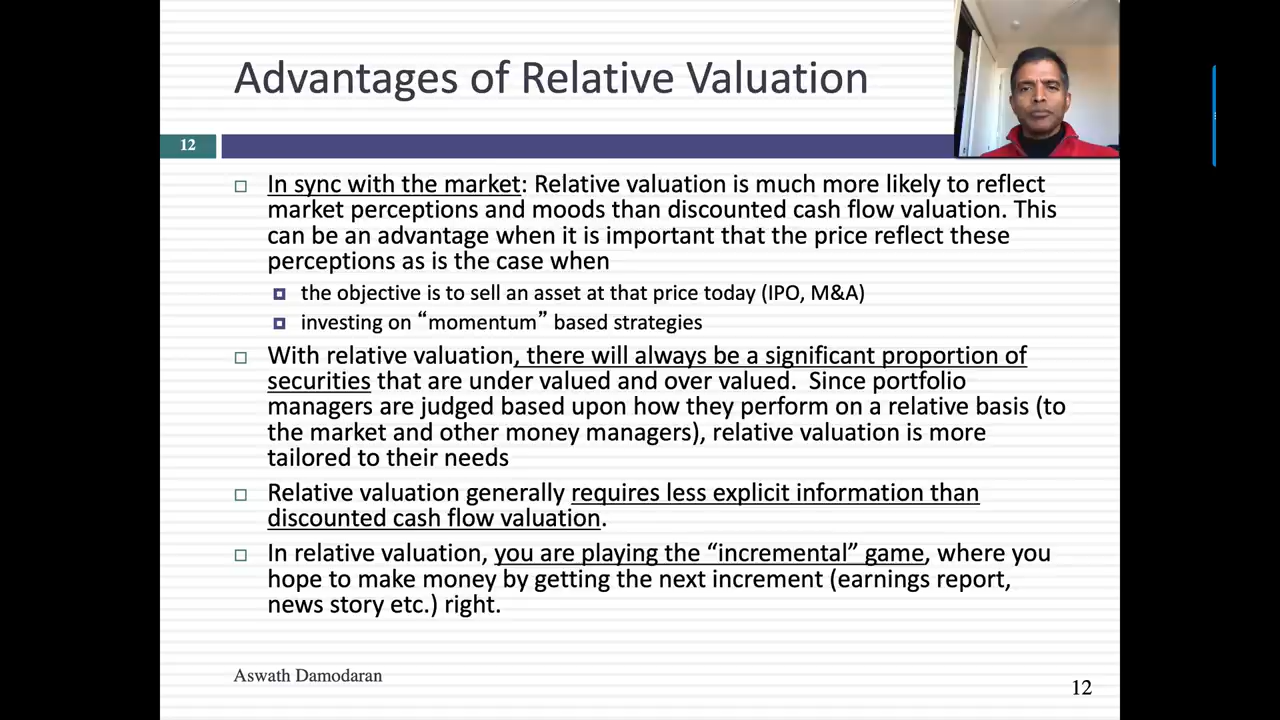 Advantages of Relative Valuation
12
In sync with the market: Relative valuation is much more likely to reflect
market perceptions and moods than discounted cash flow valuation. This
can be an advantage when it is important that the price reflect these
perceptions as is the case when
the objective is to sell an asset at that price today (IPO, M&A)
investing on “momentum” based strategies
With relative valuation, there will always be a significant proportion of
securities that are under valued and over valued.  Since portfolio
managers are judged based upon how they perform on a relative basis (to
the market and other money managers), relative valuation is more
tailored to their needs
Relative valuation generally requires less explicit information than
discounted cash flow valuation.
In relative valuation, you are playing the “incremental” game, where you
hope to make money by getting the next increment (earnings report,
news story etc.) right.
Aswath Damodaran
12